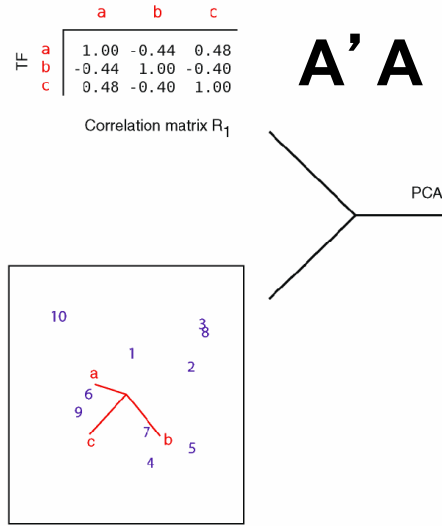 a b c
TF
a 1.00 -0.44 0.48
b -0.44 1.00 -0.40
c 0.48 -0.40 1.00
A’ A
Correlation matrix R1
PCA
10
3
8
1
2
a
6
9
7
c
b
5
4